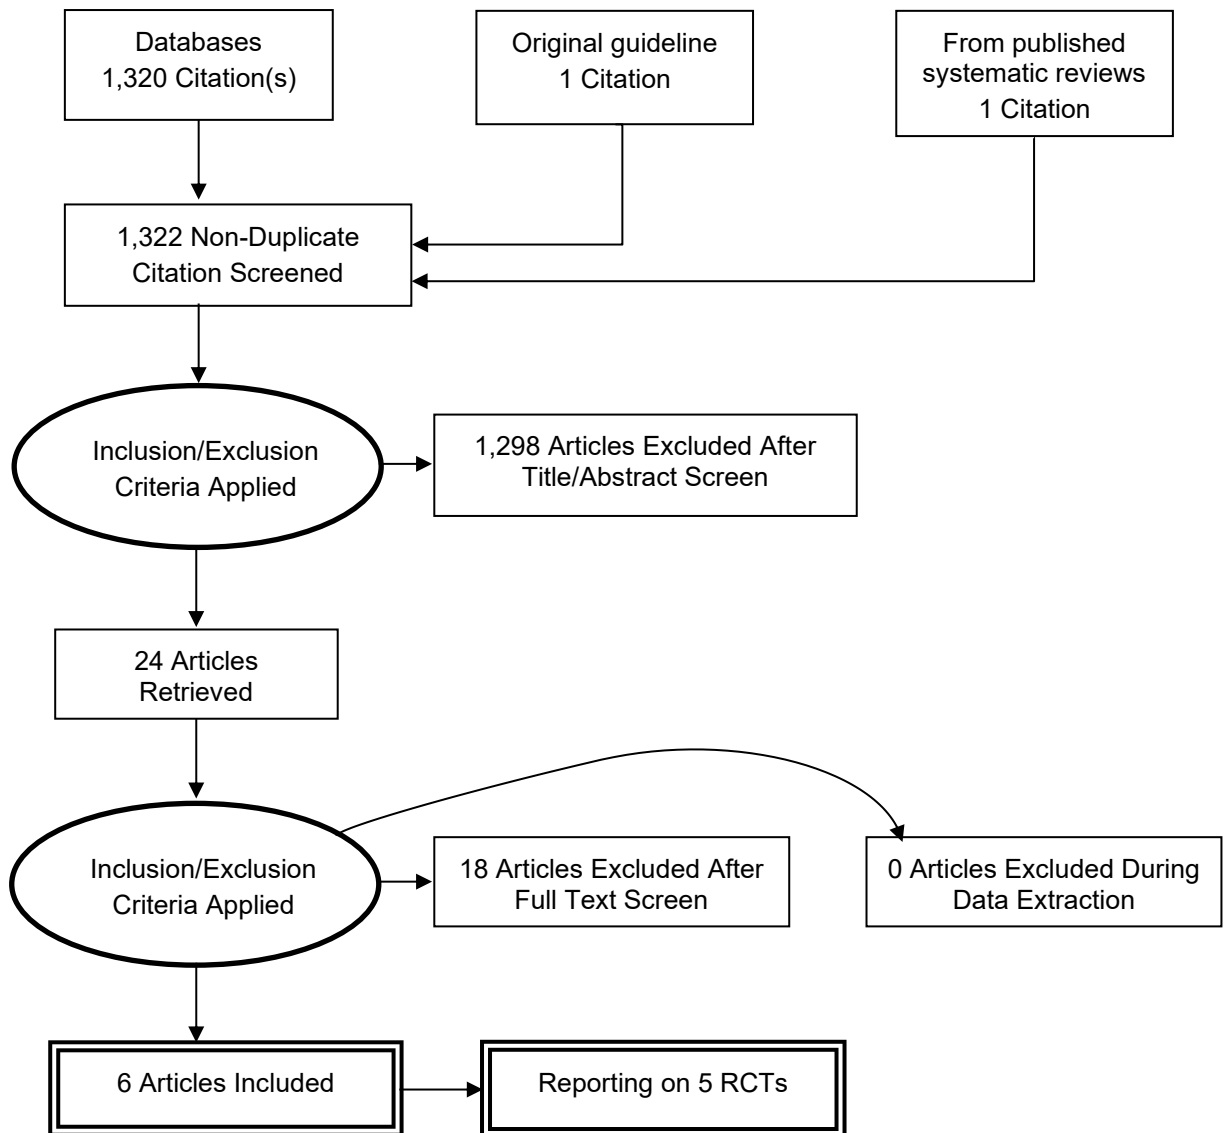 Databases
1,320 Citation(s)
Original guideline
1 Citation
From published
systematic reviews
1 Citation
1,322 Non-Duplicate
Citation Screened
Inclusion/Exclusion
Criteria Applied
1,298 Articles Excluded After
Title/Abstract Screen
24 Articles
Retrieved
Inclusion/Exclusion
Criteria Applied
18 Articles Excluded After
Full Text Screen
0 Articles Excluded During
Data Extraction
6 Articles Included
Reporting on 5 RCTs